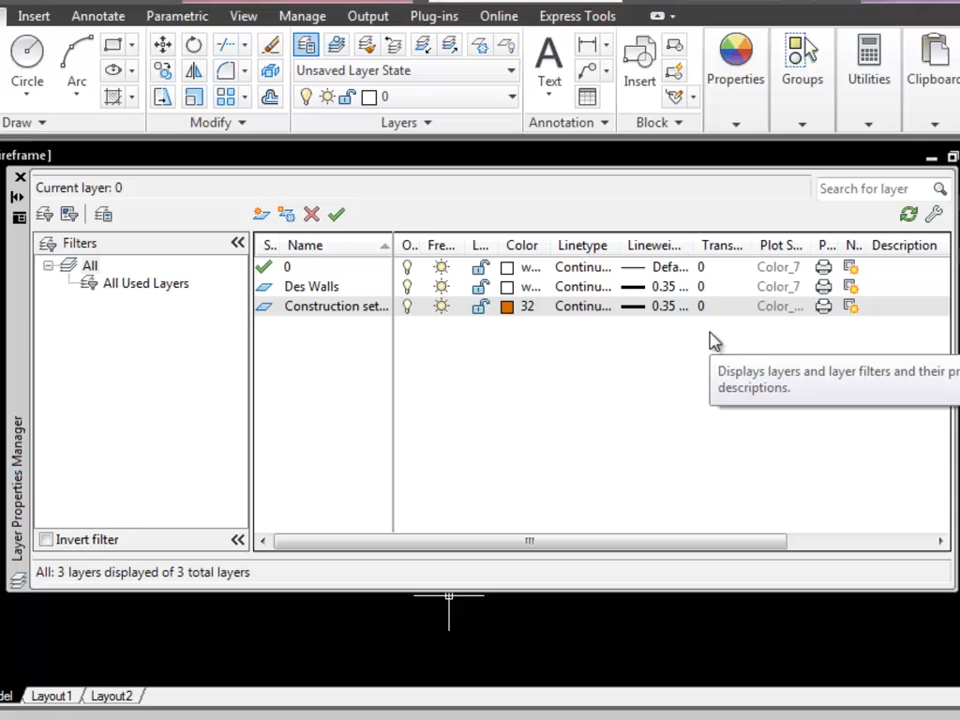 Insert Annotate Parametric View Manage Output Plug-ins Online Express Tools
Unsaved Layer State
0
Circle Arc Text Insert Properties Groups Utilities Clipboar
Draw Modify Layers Annotation Block
ireframe]
Current layer: 0 Search for layer
Filters
All
All Used Layers
S.. Name O.. Fre... L... Color Linetype Linewei... Trans... Plot S... P... N.. Description
0 w... Continu... Defa... 0 Color_7
Des Walls w... Continu... 0.35 ... 0 Color_7
Construction set... 32 Continu... 0.35 ... 0 Color_...
Displays layers and layer filters and their pr
descriptions.
Layer Properties Manager
Invert filter
All: 3 layers displayed of 3 total layers
del Layout1 Layout2